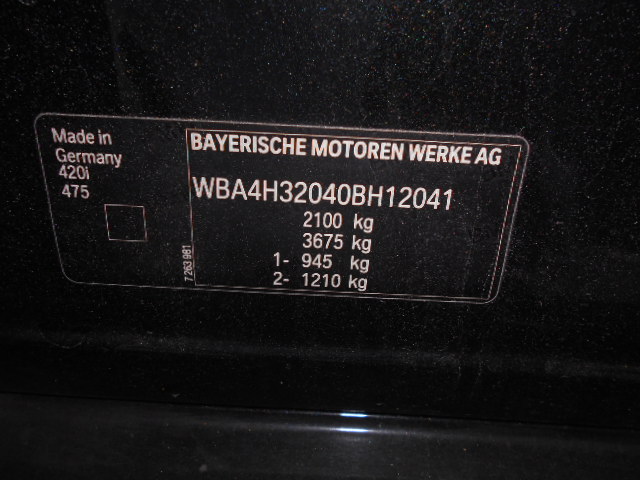 Made in
Germany
420i
475
7 263 981
BAYERISCHE MOTOREN WERKE AG
WBA4H32040BH12041
2100 kg
3675 kg
1- 945 kg
2- 1210 kg